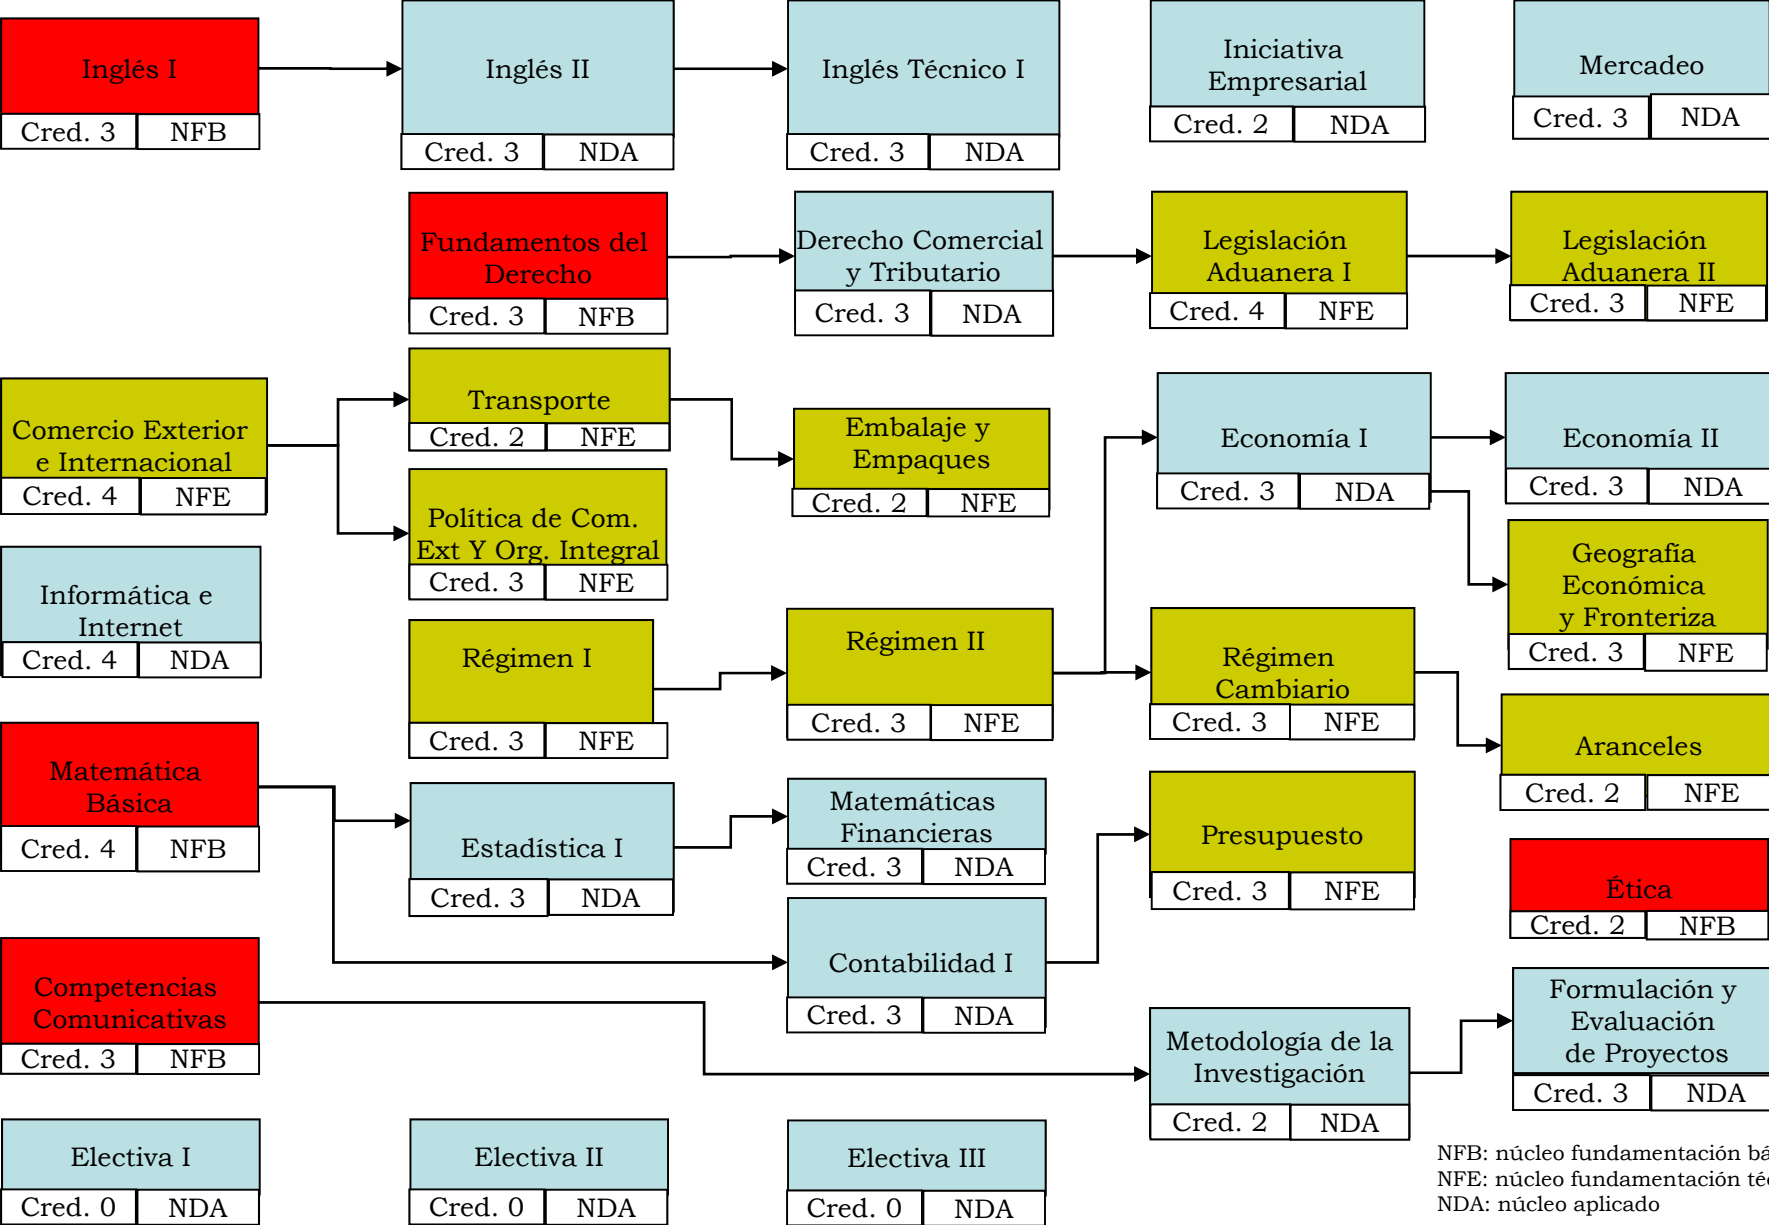 Inglés I
Cred. 3
NFB
Inglés II
Cred. 3
NDA
Inglés Técnico I
Cred. 3
NDA
Iniciativa
Empresarial
Cred. 2
NDA
Mercadeo
Cred. 3
NDA
Fundamentos del
Derecho
Cred. 3
NFB
Derecho Comercial
y Tributario
Cred. 3
NDA
Legislación
Aduanera I
Cred. 4
NFE
Legislación
Aduanera II
Cred. 3
NFE
Comercio Exterior
e Internacional
Cred. 4
NFE
Transporte
Cred. 2
NFE
Embalaje y
Empaques
Cred. 2
NFE
Economía I
Cred. 3
NDA
Economía II
Cred. 3
NDA
Política de Com.
Ext Y Org. Integral
Cred. 3
NFE
Geografía
Económica
y Fronteriza
Cred. 3
NFE
Informática e
Internet
Cred. 4
NDA
Régimen I
Cred. 3
NFE
Régimen II
Cred. 3
NFE
Régimen
Cambiario
Cred. 3
NFE
Aranceles
Cred. 2
NFE
Matemática
Básica
Cred. 4
NFB
Estadística I
Cred. 3
NDA
Matemáticas
Financieras
Cred. 3
NDA
Presupuesto
Cred. 3
NFE
Ética
Cred. 2
NFB
Contabilidad I
Cred. 3
NDA
Competencias
Comunicativas
Cred. 3
NFB
Metodología de la
Investigación
Cred. 2
NDA
Formulación y
Evaluación
de Proyectos
Cred. 3
NDA
Electiva I
Cred. 0
NDA
Electiva II
Cred. 0
NDA
Electiva III
Cred. 0
NDA
NFB: núcleo fundamentación
NFE: núcleo fundamentación
NDA: núcleo aplicado